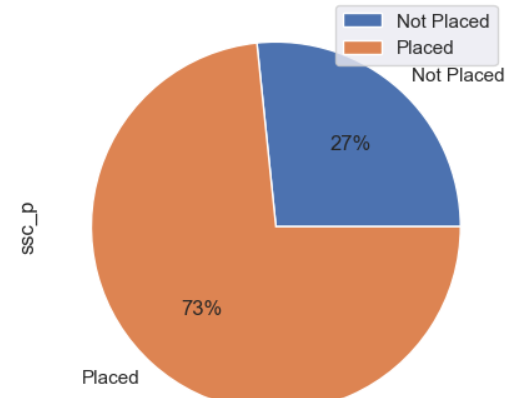 Not Placed
Placed
Not Placed
27%
ssc_p
73%
Placed